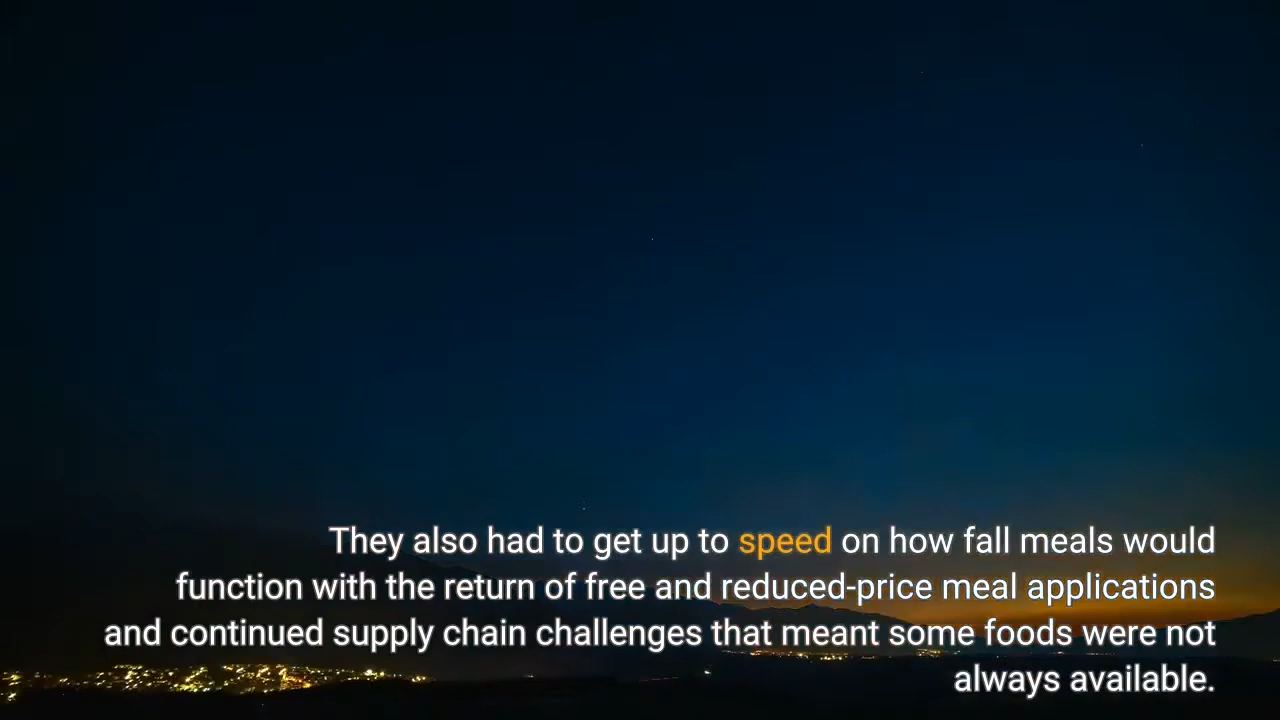 They also had to get up to speed on how fall meals would
function with the return of free and reduced-price meal applications
and continued supply chain challenges that meant some foods were not
always available.